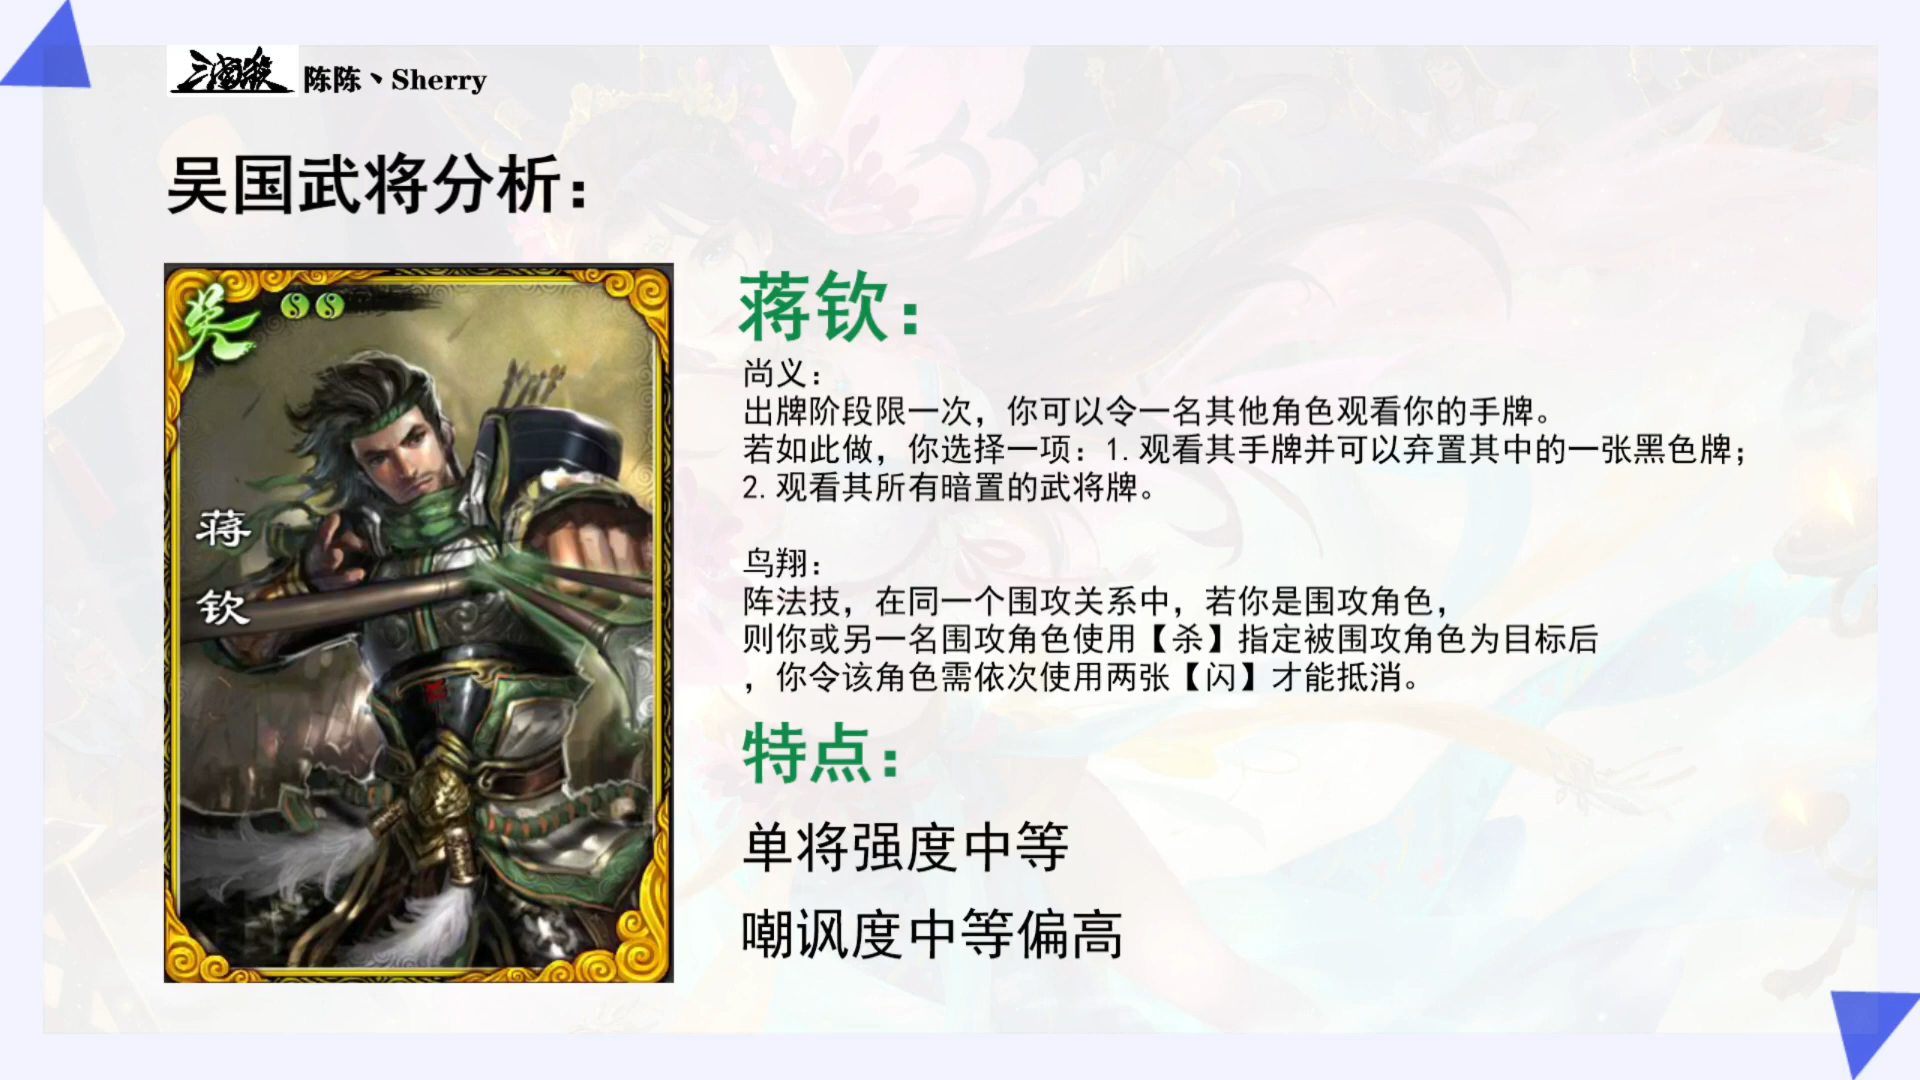 三国杀 陈陈丶Sherry
吴国武将分析：
吴
蒋钦
蒋钦：
尚义：
出牌阶段限一次，你可以令一名其他角色观看你的手牌。
若如此做，你选择一项：1.观看其手牌并可以弃置其中的一张黑色牌；
2.观看其所有暗置的武将牌。
鸟翔：
阵法技，在同一个围攻关系中，若你是围攻角色，
则你或另一名围攻角色使用【杀】指定被围攻角色为目标后
，你令该角色需依次使用两张【闪】才能抵消。
特点：
单将强度中等
嘲讽度中等偏高